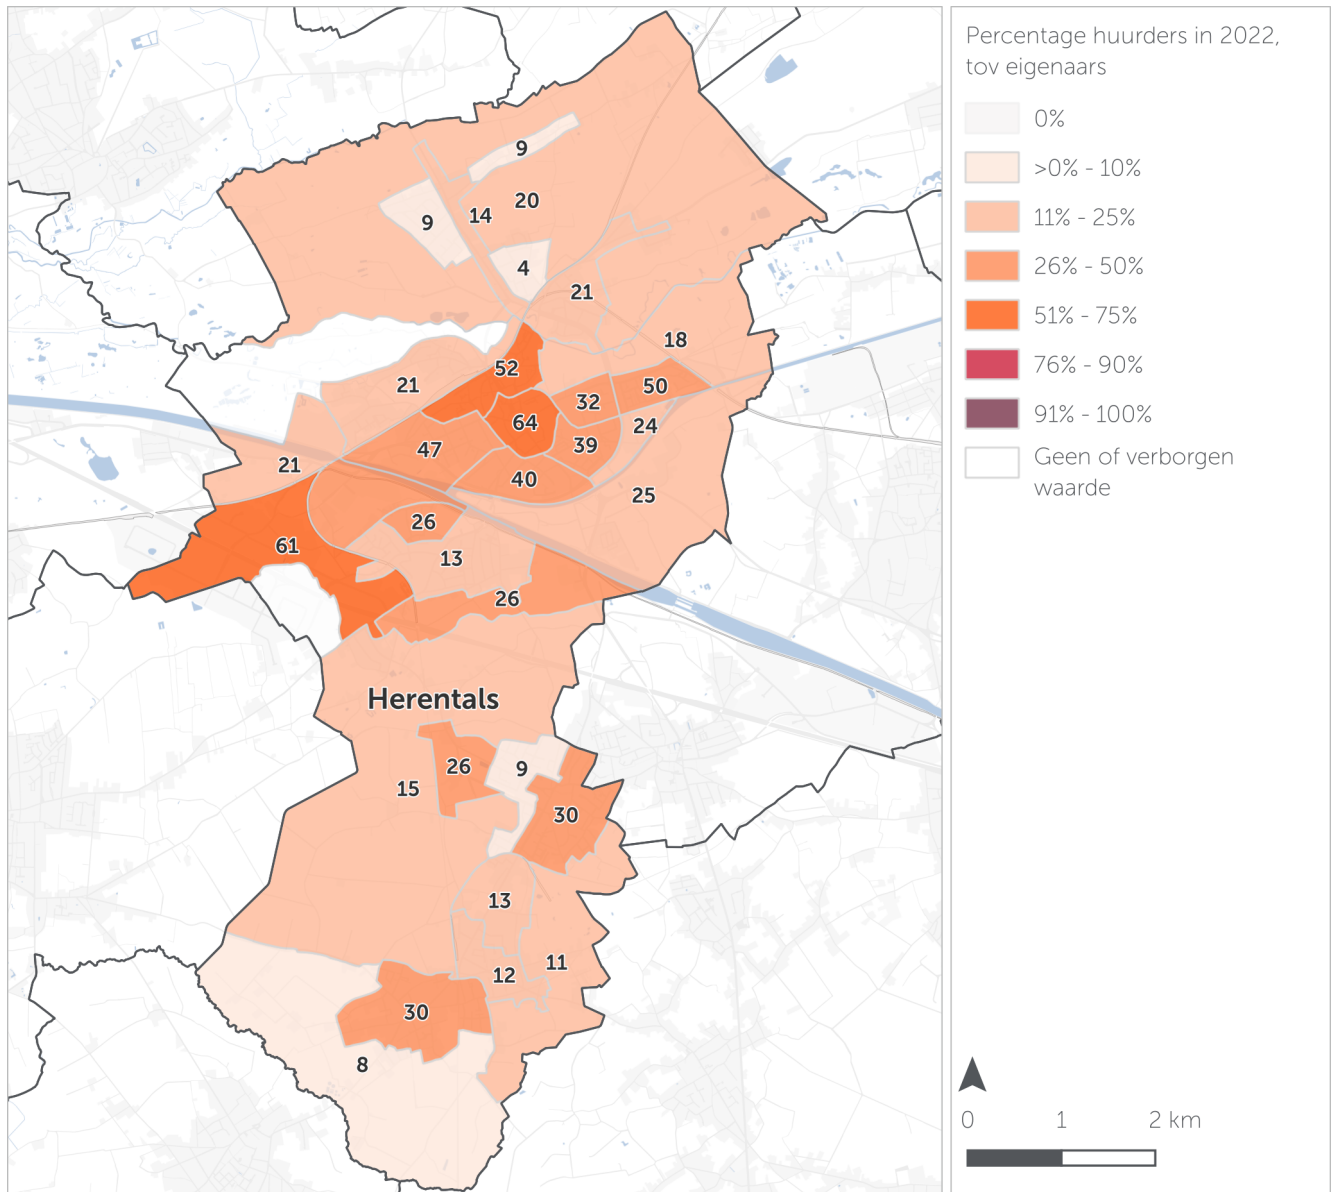 Percentage huurders in 2022,
tov eigenaars
0%
>0% - 10%
11% - 25%
26% - 50%
51% - 75%
76% - 90%
91% - 100%
Geen of verborgen
waarde
9
20
14
9
4
21
18
52
21
50
32
64
24
39
47
21
40
25
26
61
13
26
Herentals
26
9
15
30
13
11
12
30
8
0 1 2 km